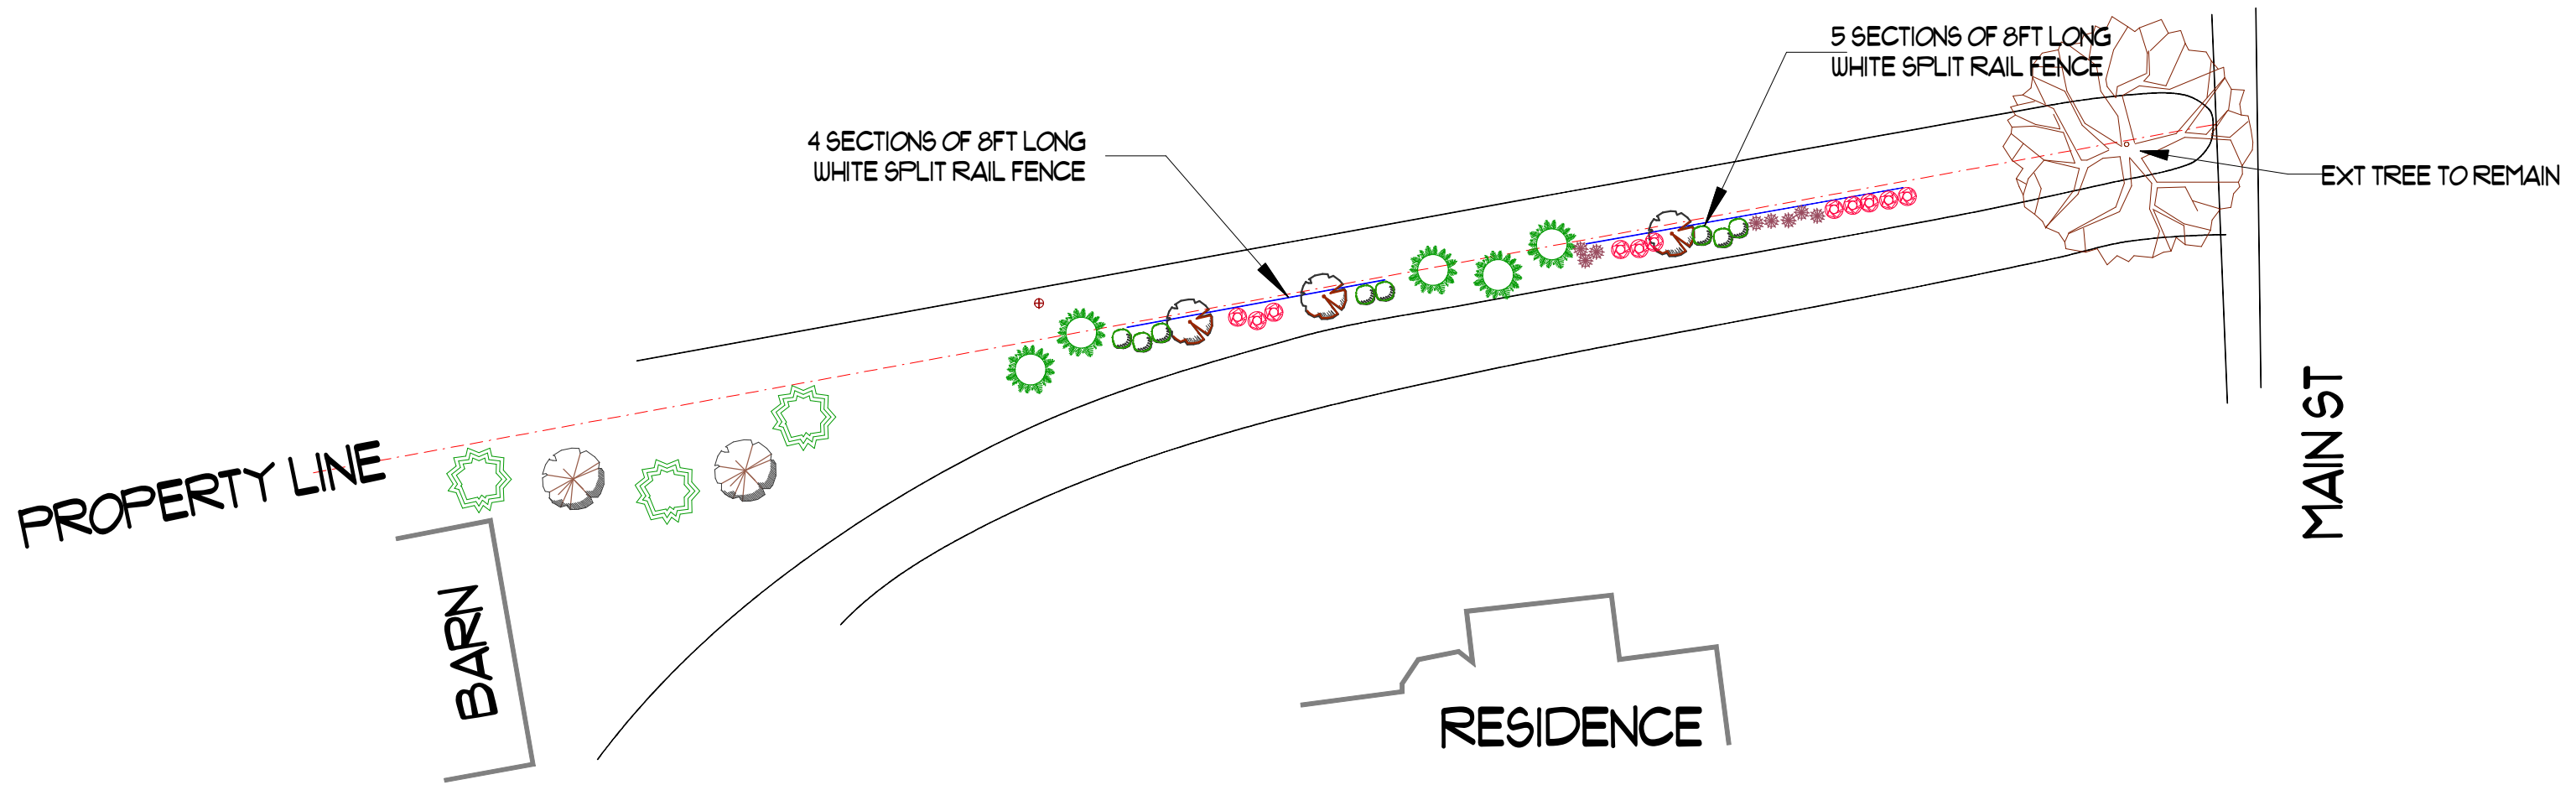 5 SECTIONS OF 8FT LONG
WHITE SPLIT RAIL FENCE
4 SECTIONS OF 8FT LONG
WHITE SPLIT RAIL FENCE
EXT TREE TO REMAIN
PROPERTY LINE
MAIN ST
BARN
RESIDENCE